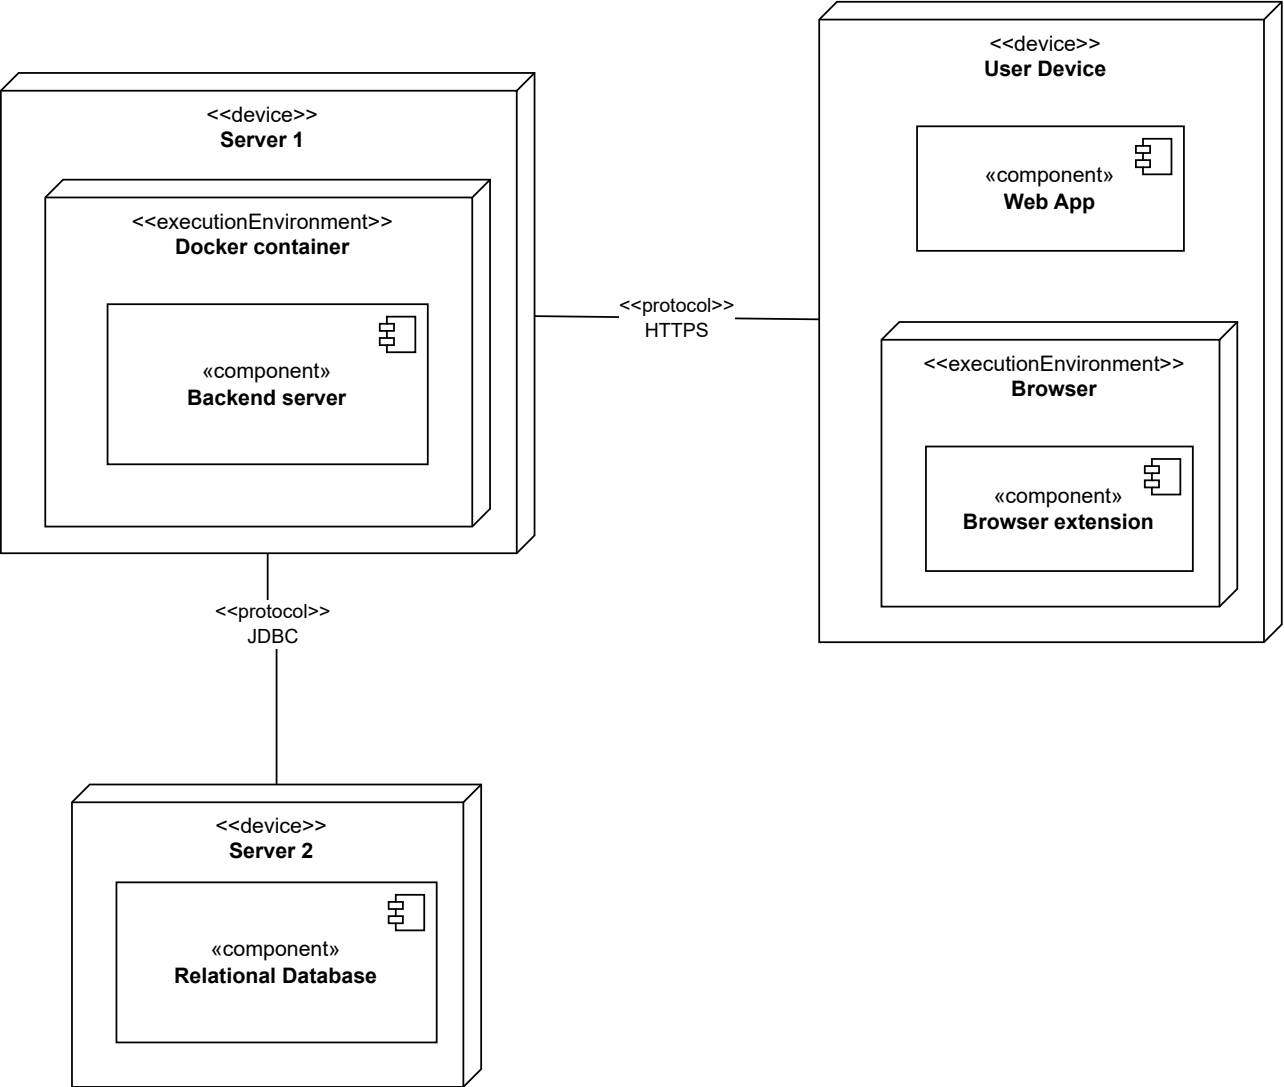 <<device>>
Server 1
<<executionEnvironment>>
Docker container
«component»
Backend server
<<protocol>>
HTTPS
<<device>>
User Device
«component»
Web App
<<executionEnvironment>>
Browser
«component»
Browser extension
<<protocol>>
JDBC
<<device>>
Server 2
«component»
Relational Database